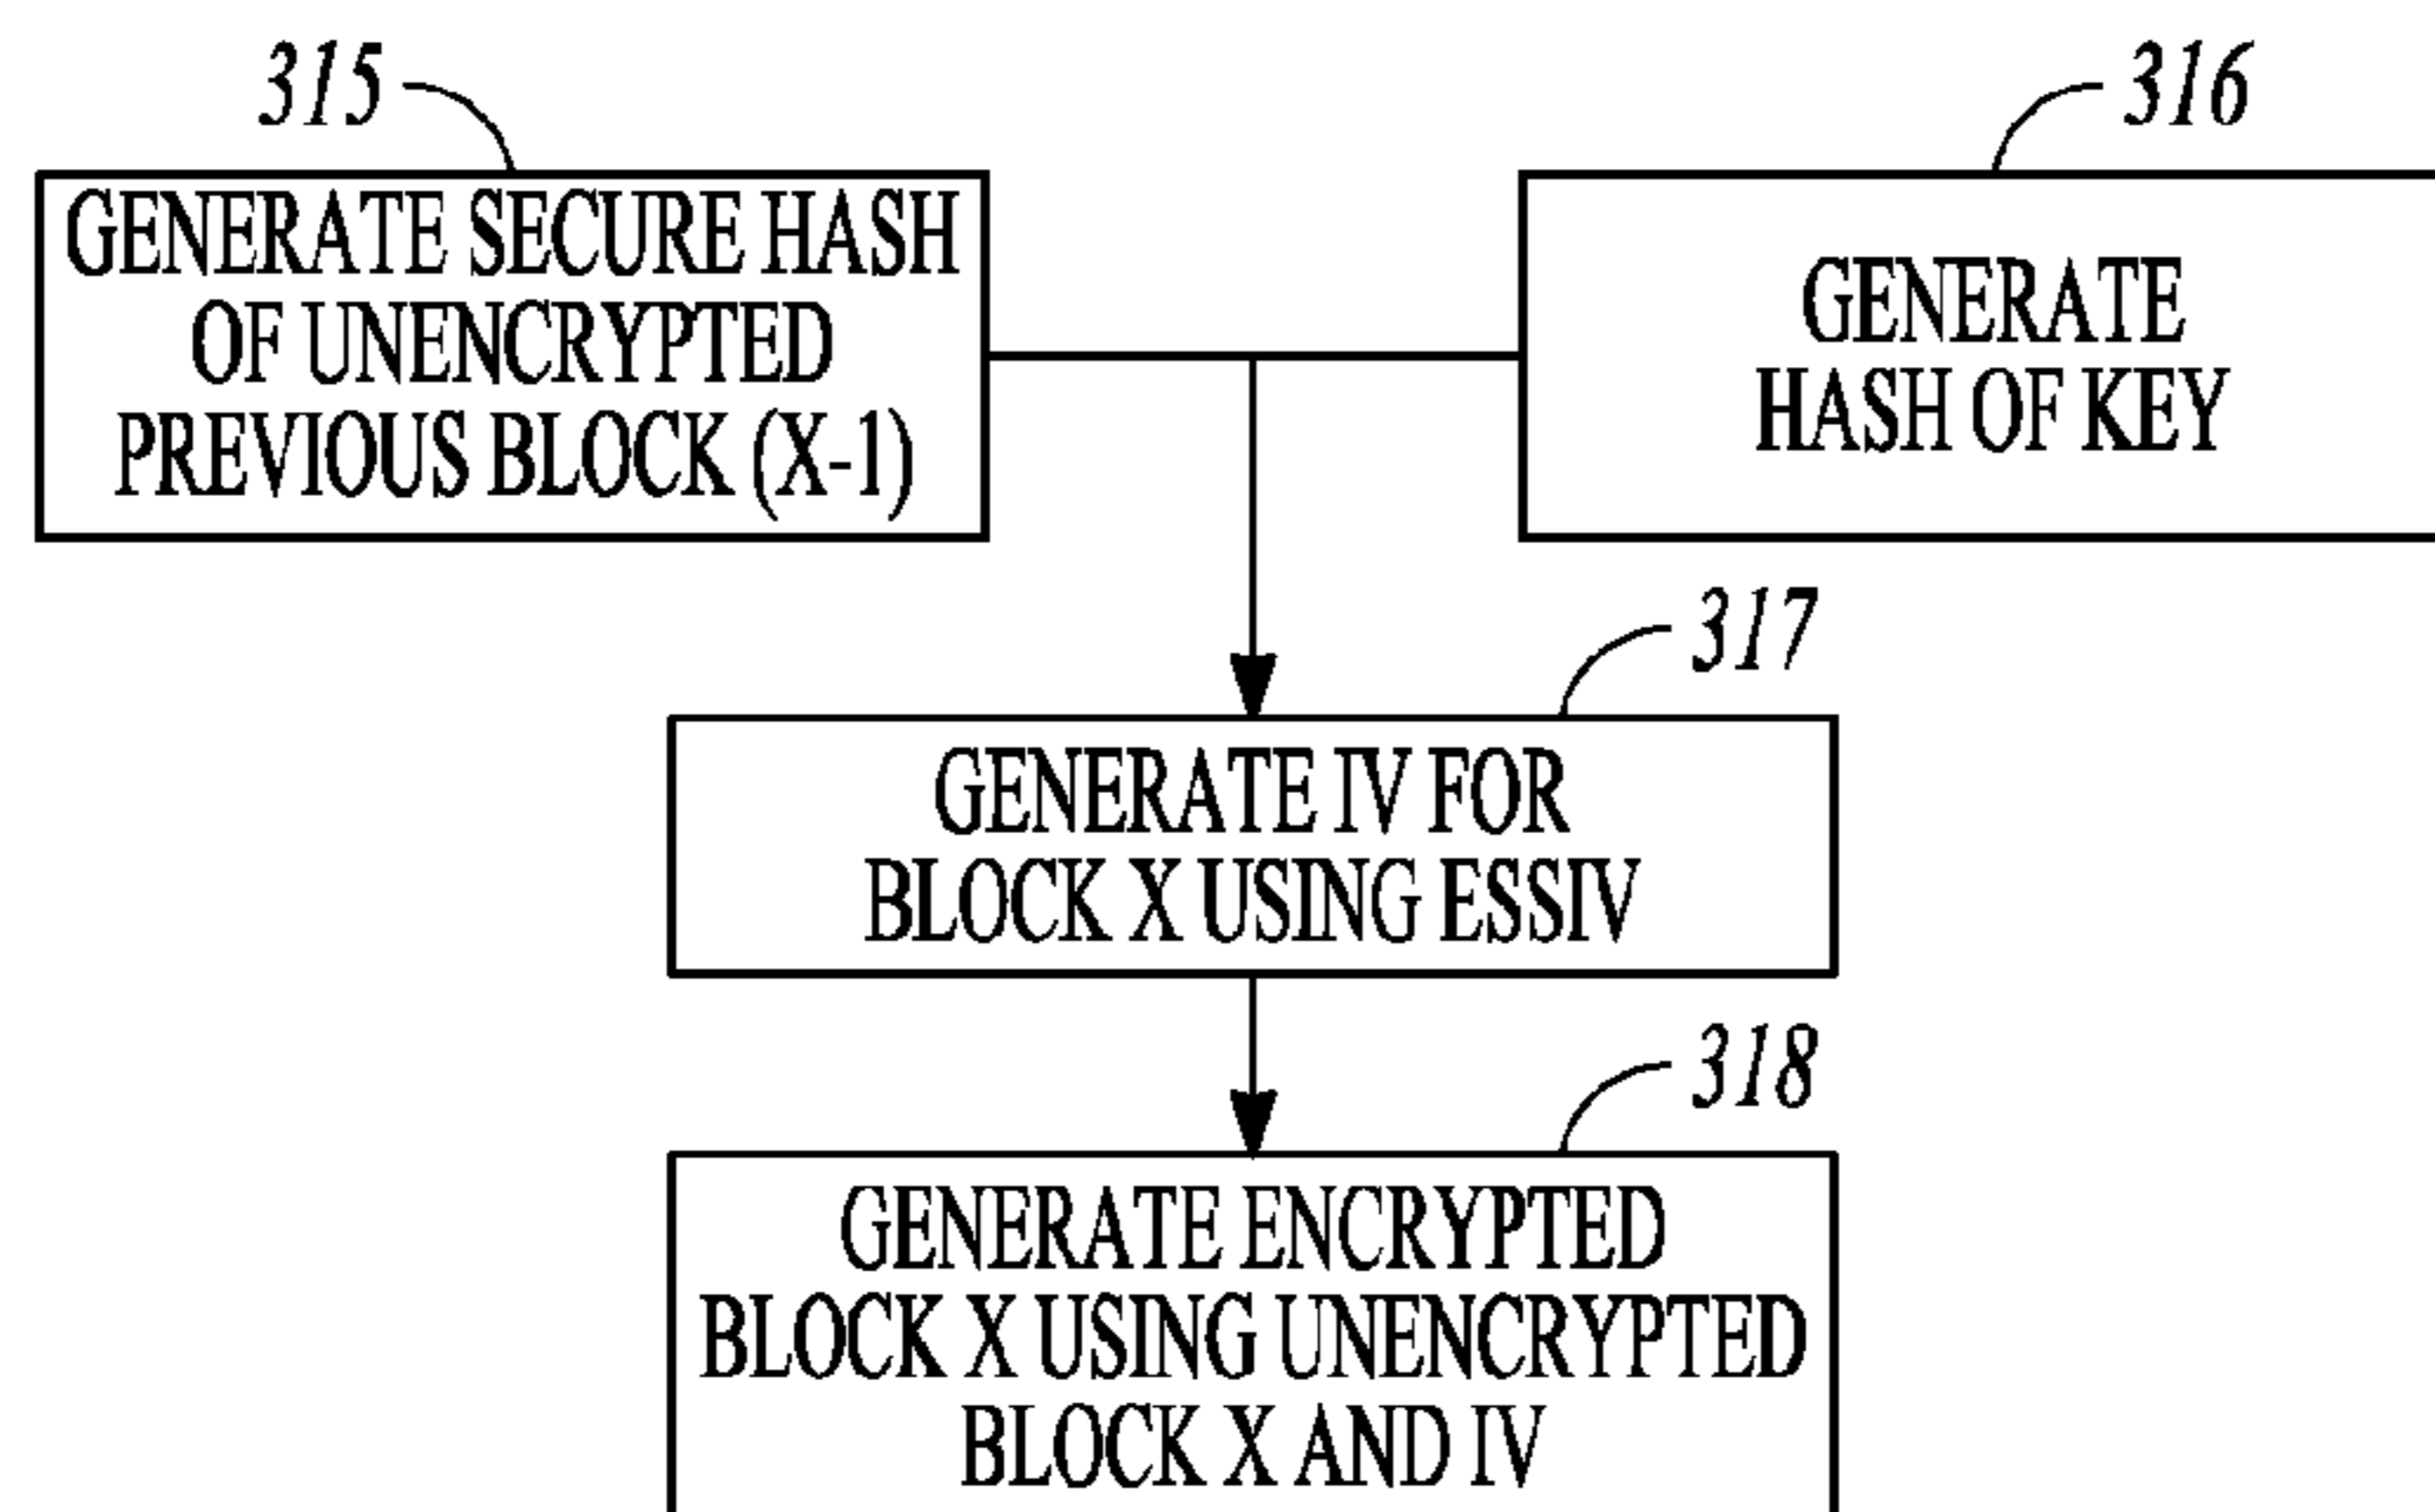 315
316
GENERATE SECURE HASH
OF UNENCRYPTED
PREVIOUS BLOCK (X-1)
GENERATE
HASH OF KEY
317
GENERATE IV FOR
BLOCK X USING ESSIV
318
GENERATE ENCRYPTED
BLOCK X USING UNENCRYPTED
BLOCK X AND IV